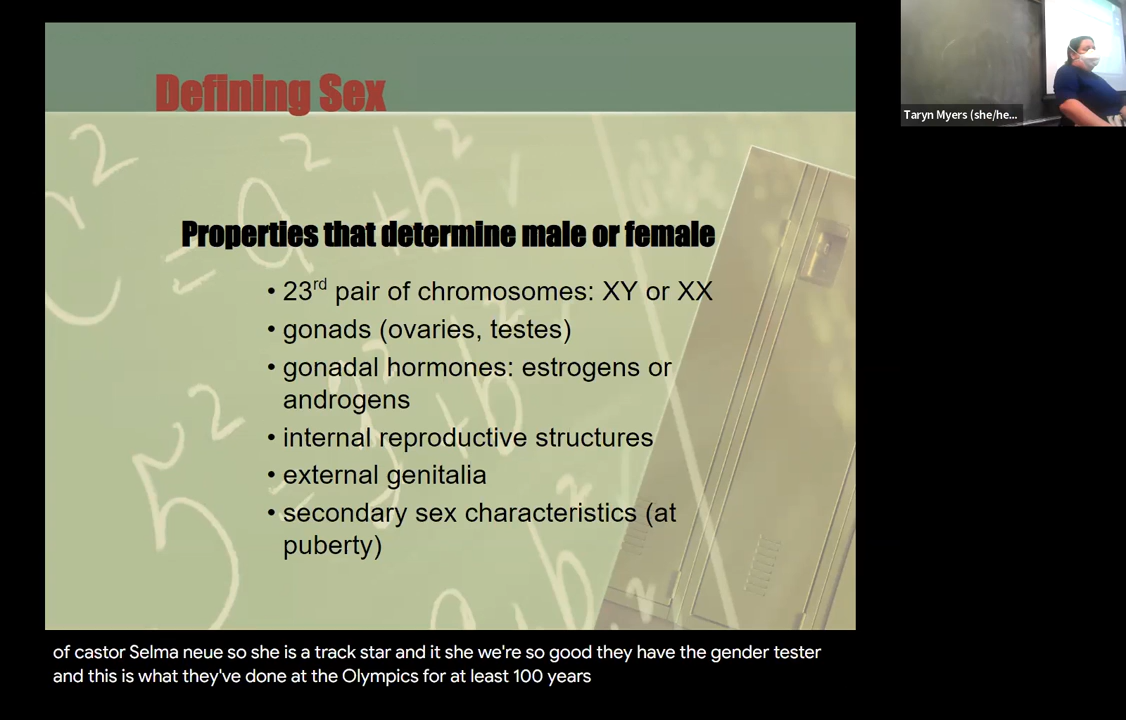 Defining Sex
Properties that determine male or female
• 23rd pair of chromosomes: XY or XX
• gonads (ovaries, testes)
• gonadal hormones: estrogens or
androgens
• internal reproductive structures
• external genitalia
• secondary sex characteristics (at
puberty)
of castor Selma neue so she is a track star and it she we're so good they have the gender tester
and this is what they've done at the Olympics for at least 100 years
Taryn Myers (she/he...